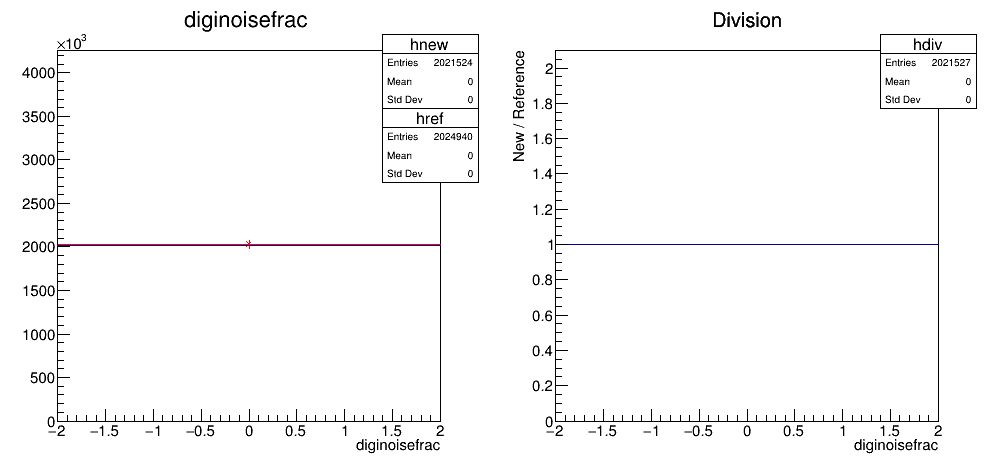 diginoisefrac
×10³
hnew
Entries 2021524
Mean 0
Std Dev 0
href
Entries 2024940
Mean 0
Std Dev 0
4000
3500
3000
2500
2000
1500
1000
500
0
−2 −1.5 −1 −0.5 0 0.5 1 1.5 2
diginoisefrac
Division
hdiv
Entries 2021527
Mean 0
Std Dev 0
New / Reference
2
1.8
1.6
1.4
1.2
1
0.8
0.6
0.4
0.2
0
−2 −1.5 −1 −0.5 0 0.5 1 1.5 2
diginoisefrac